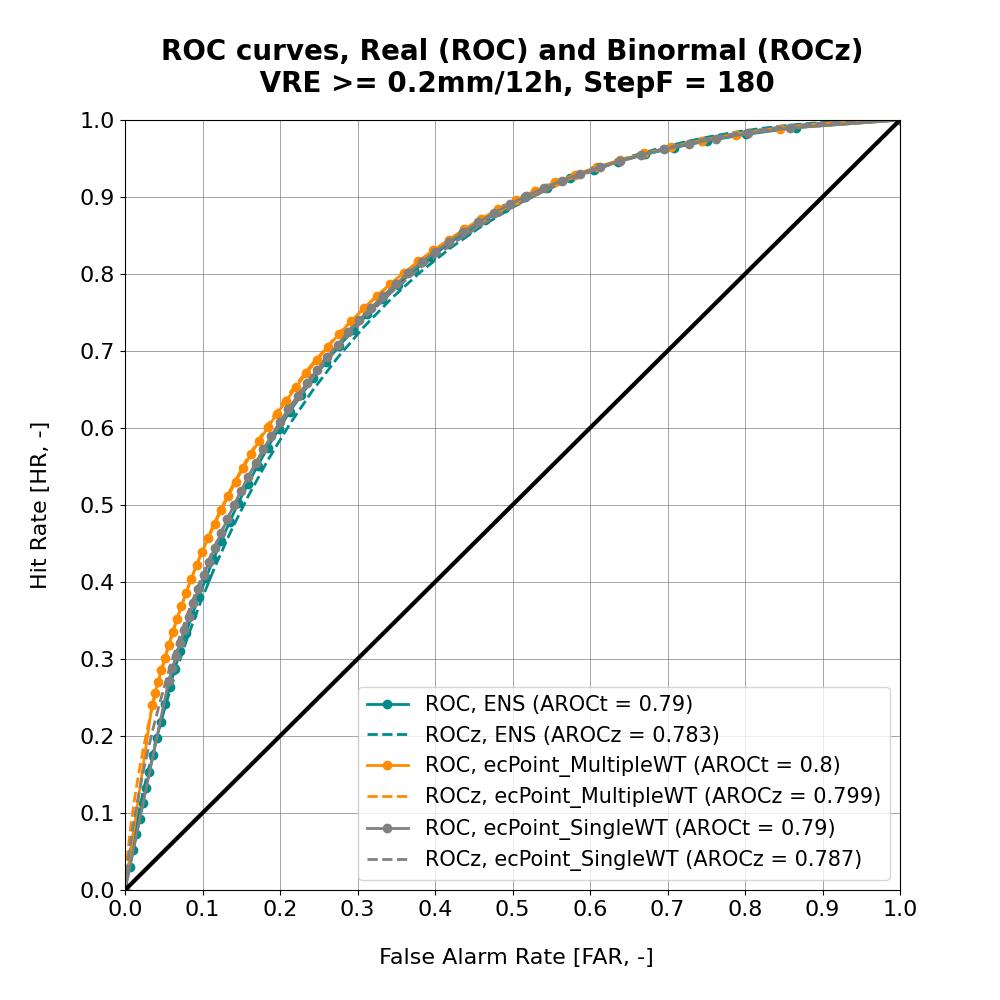 ROC curves, Real (ROC) and Binormal (ROCz)
VRE >= 0.2mm/12h, StepF = 180
1.0
0.9
0.8
0.7
0.6
0.5
0.4
0.3
0.2
0.1
0.0
Hit Rate [HR, -]
ROC, ENS (AROCt = 0.79)
ROCz, ENS (AROCz = 0.783)
ROC, ecPoint_MultipleWT (AROCt = 0.8)
ROCz, ecPoint_MultipleWT (AROCz = 0.799)
ROC, ecPoint_SingleWT (AROCt = 0.79)
ROCz, ecPoint_SingleWT (AROCz = 0.787)
0.0 0.1 0.2 0.3 0.4 0.5 0.6 0.7 0.8 0.9 1.0
False Alarm Rate [FAR, -]